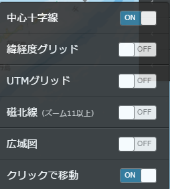 中心十字線 ON
緯経度グリッド OFF
UTMグリッド OFF
磁北線 (ズーム11以上) OFF
広域図 OFF
クリックで移動 ON